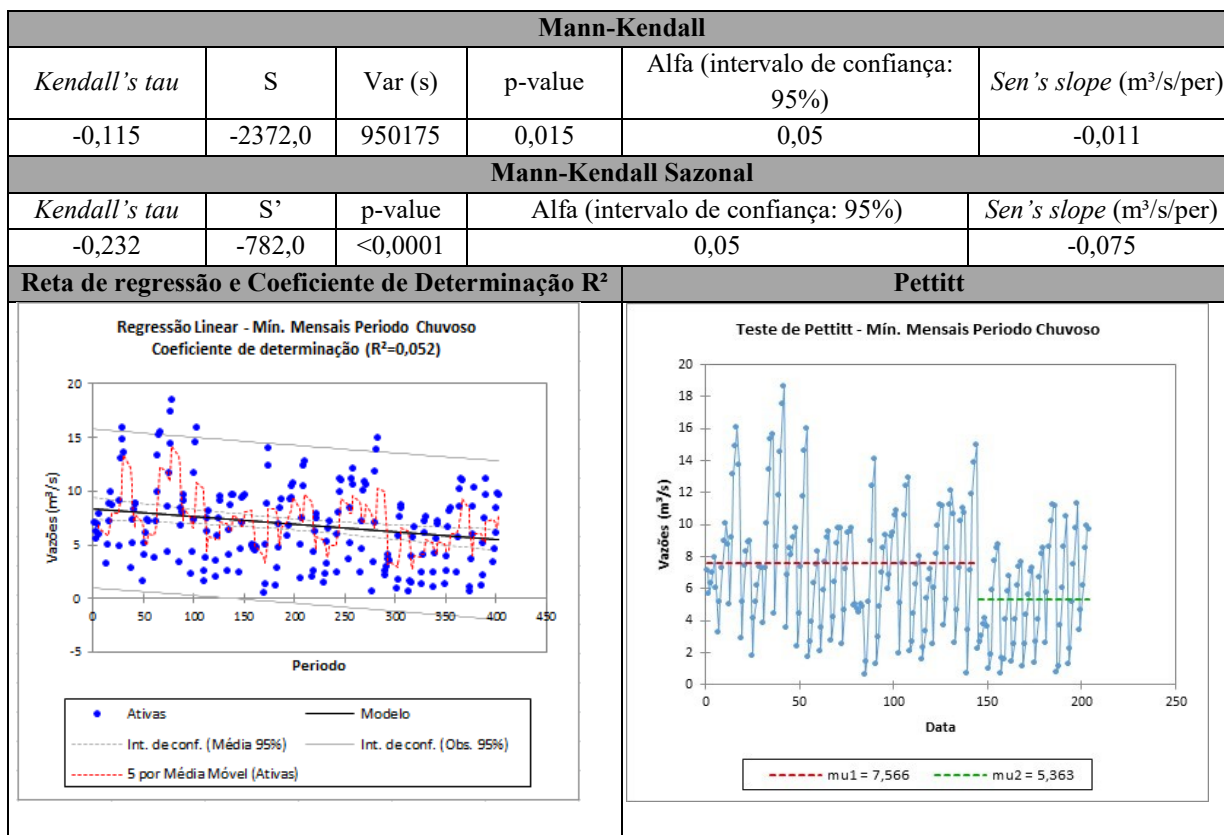 Mann-Kendall
Kendall's tau S Var (s) p-value Alfa (intervalo de confiança: 95%) Sen's slope (m³/s/per)
-0,115 -2372,0 950175 0,015 0,05 -0,011
Mann-Kendall Sazonal
Kendall's tau S' p-value Alfa (intervalo de confiança: 95%) Sen's slope (m³/s/per)
-0,232 -782,0 <0,0001 0,05 -0,075
Reta de regressão e Coeficiente de Determinação R² Pettitt
Regressão Linear - Mín. Mensais Periodo Chuvoso
Coeficiente de determinação (R²=0,052)
20
15
10
5
0
-5
0 50 100 150 200 250 300 350 400 450
Vazões (m³/s)
Periodo
Ativas Modelo
Int. de conf. (Média 95%) Int. de conf. (Obs. 95%)
5 por Média Móvel (Ativas)
Teste de Pettitt - Mín. Mensais Periodo Chuvoso
20
18
16
14
12
10
8
6
4
2
0
0 50 100 150 200 250
Vazões (m³/s)
Data
mu1 = 7,566 mu2 = 5,363